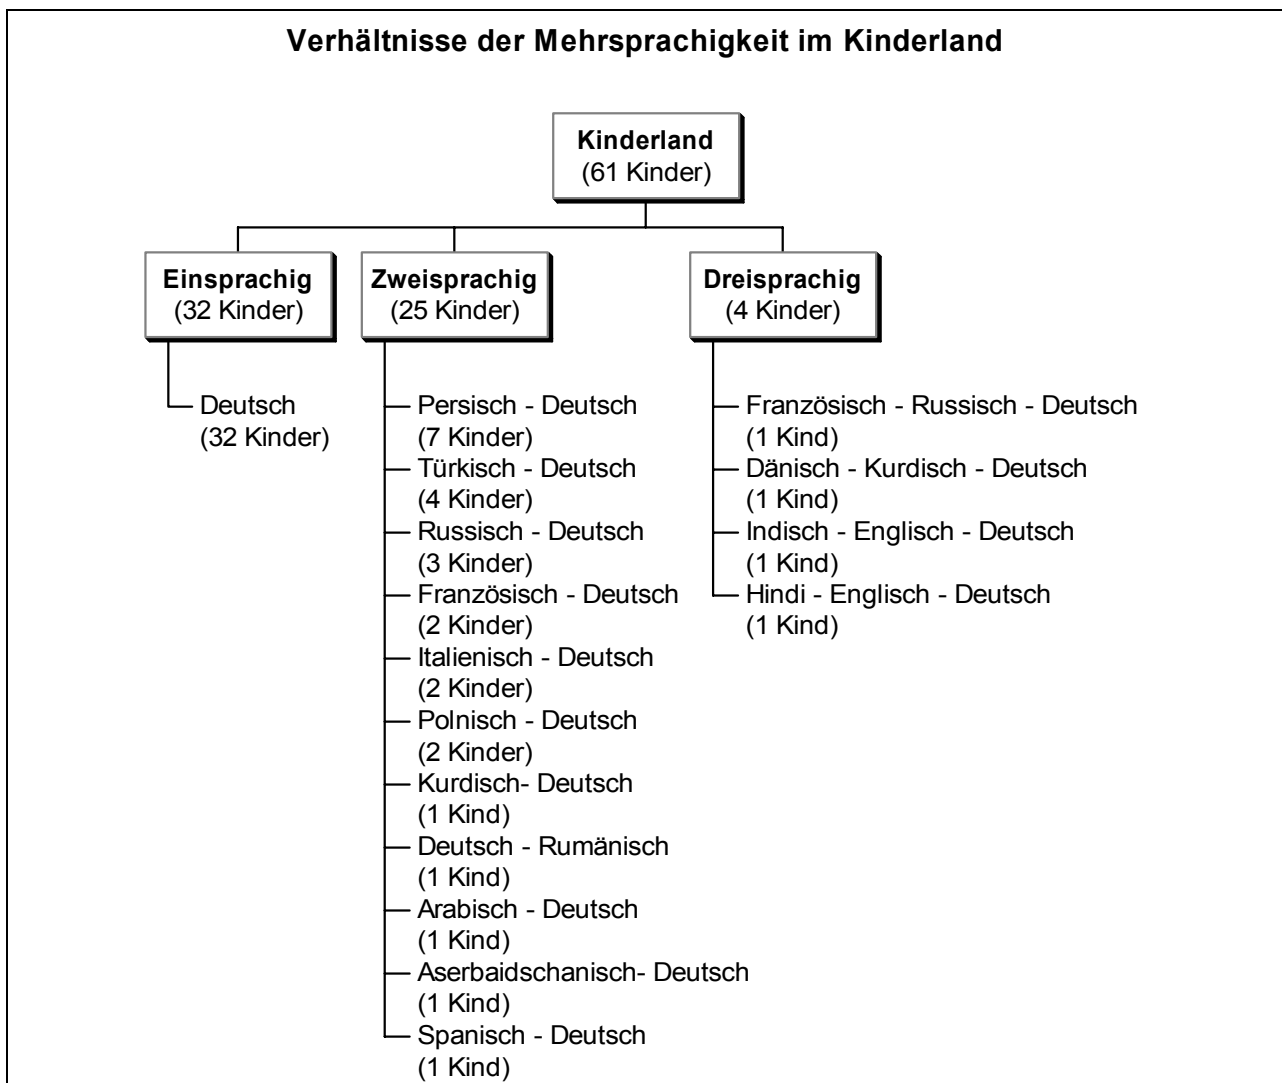 Verhältnisse der Mehrsprachigkeit im Kinderland
Kinderland
(61 Kinder)
Einsprachig
(32 Kinder)
Deutsch
(32 Kinder)
Zweisprachig
(25 Kinder)
Persisch - Deutsch
(7 Kinder)
Türkisch - Deutsch
(4 Kinder)
Russisch - Deutsch
(3 Kinder)
Französisch - Deutsch
(2 Kinder)
Italienisch - Deutsch
(2 Kinder)
Polnisch - Deutsch
(2 Kinder)
Kurdisch- Deutsch
(1 Kind)
Deutsch - Rumänisch
(1 Kind)
Arabisch - Deutsch
(1 Kind)
Aserbaidschanisch- Deutsch
(1 Kind)
Spanisch - Deutsch
(1 Kind)
Dreisprachig
(4 Kinder)
Französisch - Russisch - Deutsch
(1 Kind)
Dänisch - Kurdisch - Deutsch
(1 Kind)
Indisch - Englisch - Deutsch
(1 Kind)
Hindi - Englisch - Deutsch
(1 Kind)